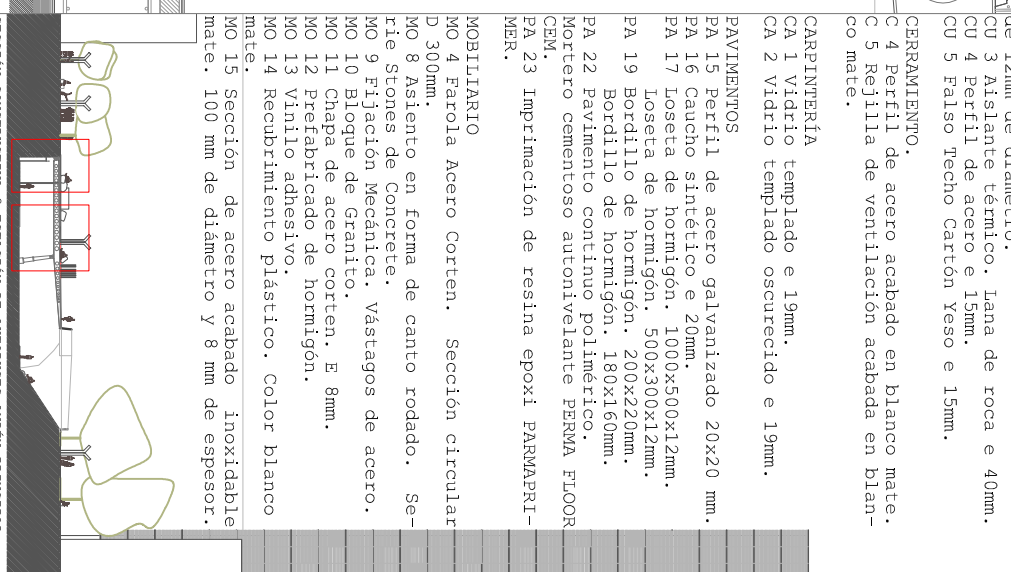 de 12mm de diámetro.
CU 3 Aislante térmico. Lana de roca e 40mm.
CU 4 Perfil de acero e 15mm.
CU 5 Falso Techo Cartón Yeso e 15mm.
CERRAMIENTO.
C 4 Perfil de acero acabado en blanco mate.
C 5 Rejilla de ventilación acabada en blan-
co mate.
CARPINTERÍA
CA 1 Vidrio templado e 19mm.
CA 2 Vidrio templado oscurecido e 19mm.
PAVIMENTOS
PA 15 Perfil de acero galvanizado 20x20 mm.
PA 16 Caucho sintético e 20mm.
PA 17 Loseta de hormigón. 1000x500x12mm.
Loseta de hormigón. 500x300x12mm.
PA 19 Bordillo de hormigón. 200x220mm.
Bordillo de hormigón. 180x160mm.
PA 22 Pavimento continuo polimérico.
Mortero cementoso autonivelante PERMA FLOOR
CEM.
PA 23 Imprimación de resina epoxi PARMAPRI-
MER.
MOBILIARIO
MO 4 Farola Acero Corten. Sección circular
D 300mm.
MO 8 Asiento en forma de canto rodado. Se-
rie Stones de Concrete.
MO 9 Fijación Mecánica. Vástagos de acero.
MO 10 Bloque de Granito.
MO 11 Chapa de acero corten. E 8mm.
MO 12 Prefabricado de hormigón.
MO 13 Vinilo adhesivo.
MO 14 Recubrimiento plástico. Color blanco
mate.
MO 15 Sección de acero acabado inoxidable
mate. 100 mm de diámetro y 8 mm de espesor.